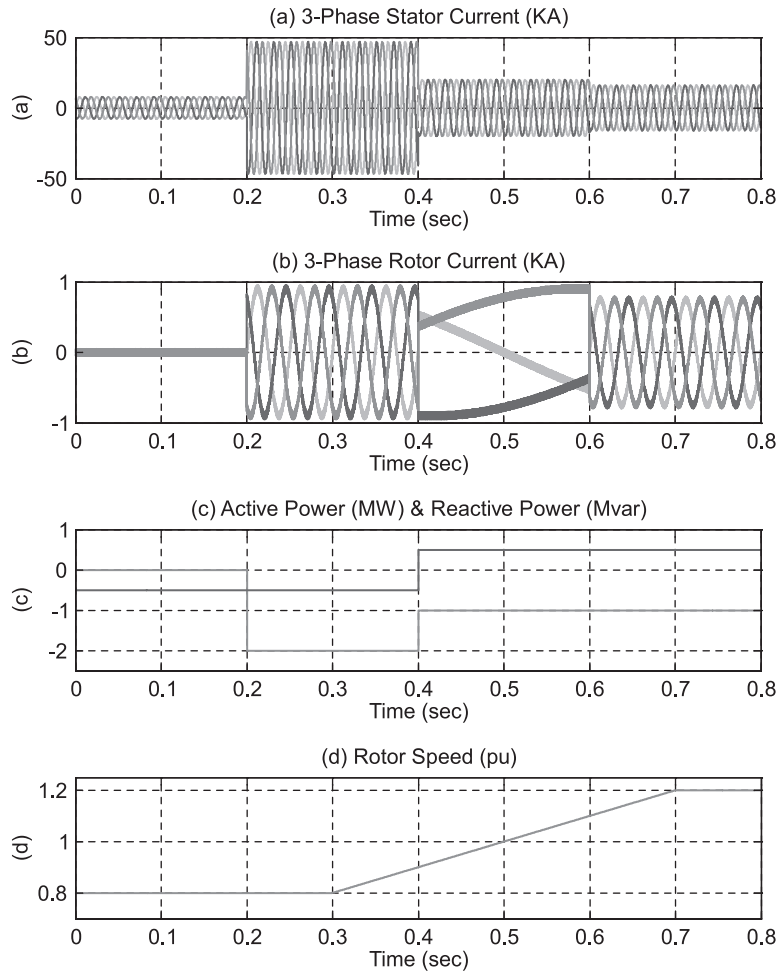 (a) 3-Phase Stator Current (KA)
50
0
-50
(a)
0 0.1 0.2 0.3 0.4 0.5 0.6 0.7 0.8
Time (sec)
(b) 3-Phase Rotor Current (KA)
1
0
-1
(b)
0 0.1 0.2 0.3 0.4 0.5 0.6 0.7 0.8
Time (sec)
(c) Active Power (MW) & Reactive Power (Mvar)
1
0
-1
-2
(c)
0 0.1 0.2 0.3 0.4 0.5 0.6 0.7 0.8
Time (sec)
(d) Rotor Speed (pu)
1.2
1
0.8
(d)
0 0.1 0.2 0.3 0.4 0.5 0.6 0.7 0.8
Time (sec)